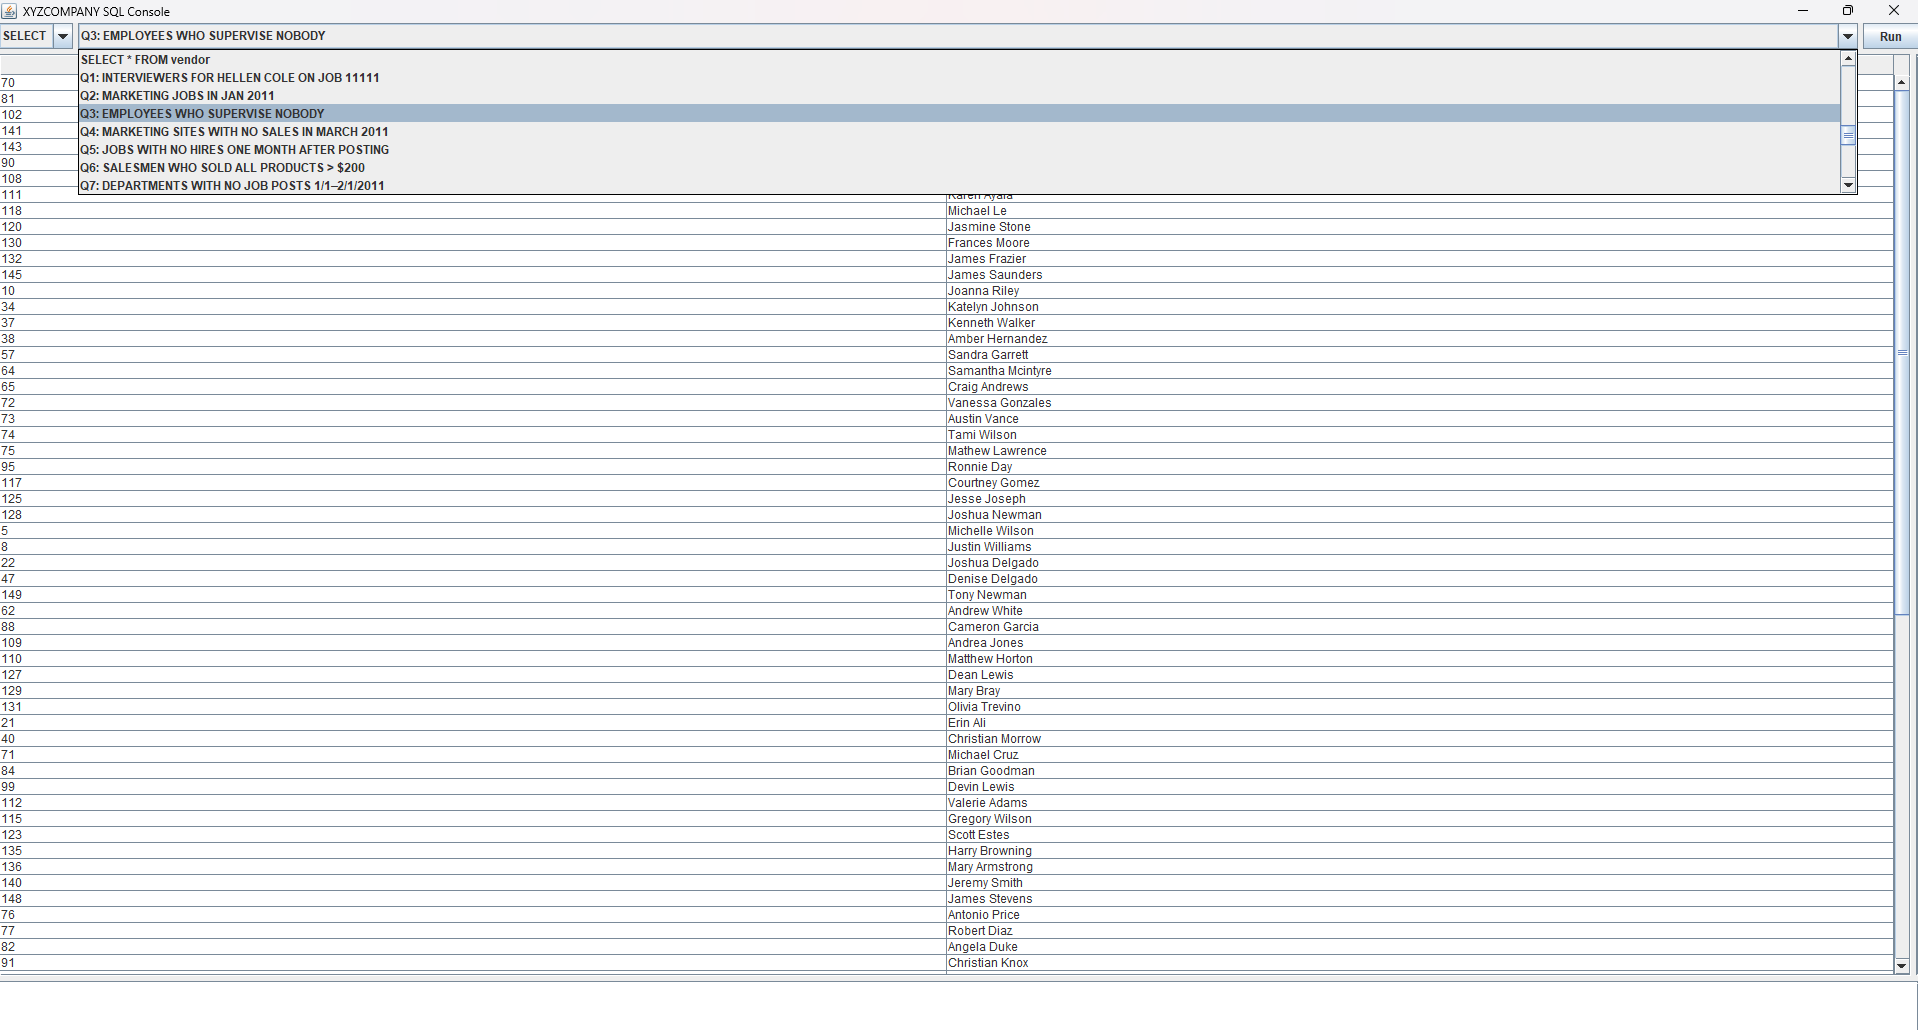 XYZCOMPANY SQL Console
SELECT Q3: EMPLOYEES WHO SUPERVISE NOBODY Run
SELECT * FROM vendor
Q1: INTERVIEWERS FOR HELLEN COLE ON JOB 11111
Q2: MARKETING JOBS IN JAN 2011
Q3: EMPLOYEES WHO SUPERVISE NOBODY
Q4: MARKETING SITES WITH NO SALES IN MARCH 2011
Q5: JOBS WITH NO HIRES ONE MONTH AFTER POSTING
Q6: SALESMEN WHO SOLD ALL PRODUCTS > $200
Q7: DEPARTMENTS WITH NO JOB POSTS 1/1–2/1/2011
70
81
102
141
143
90
108
111 Karen Ayala
118 Michael Le
120 Jasmine Stone
130 Frances Moore
132 James Frazier
145 James Saunders
10 Joanna Riley
34 Katelyn Johnson
37 Kenneth Walker
38 Amber Hernandez
57 Sandra Garrett
64 Samantha Mcintyre
65 Craig Andrews
72 Vanessa Gonzales
73 Austin Vance
74 Tami Wilson
75 Mathew Lawrence
95 Ronnie Day
117 Courtney Gomez
125 Jesse Joseph
128 Joshua Newman
5 Michelle Wilson
8 Justin Williams
22 Joshua Delgado
47 Denise Delgado
149 Tony Newman
62 Andrew White
88 Cameron Garcia
109 Andrea Jones
110 Matthew Horton
127 Dean Lewis
129 Mary Bray
131 Olivia Trevino
21 Erin Ali
40 Christian Morrow
71 Michael Cruz
84 Brian Goodman
99 Devin Lewis
112 Valerie Adams
115 Gregory Wilson
123 Scott Estes
135 Harry Browning
136 Mary Armstrong
140 Jeremy Smith
148 James Stevens
76 Antonio Price
77 Robert Diaz
82 Angela Duke
91 Christian Knox